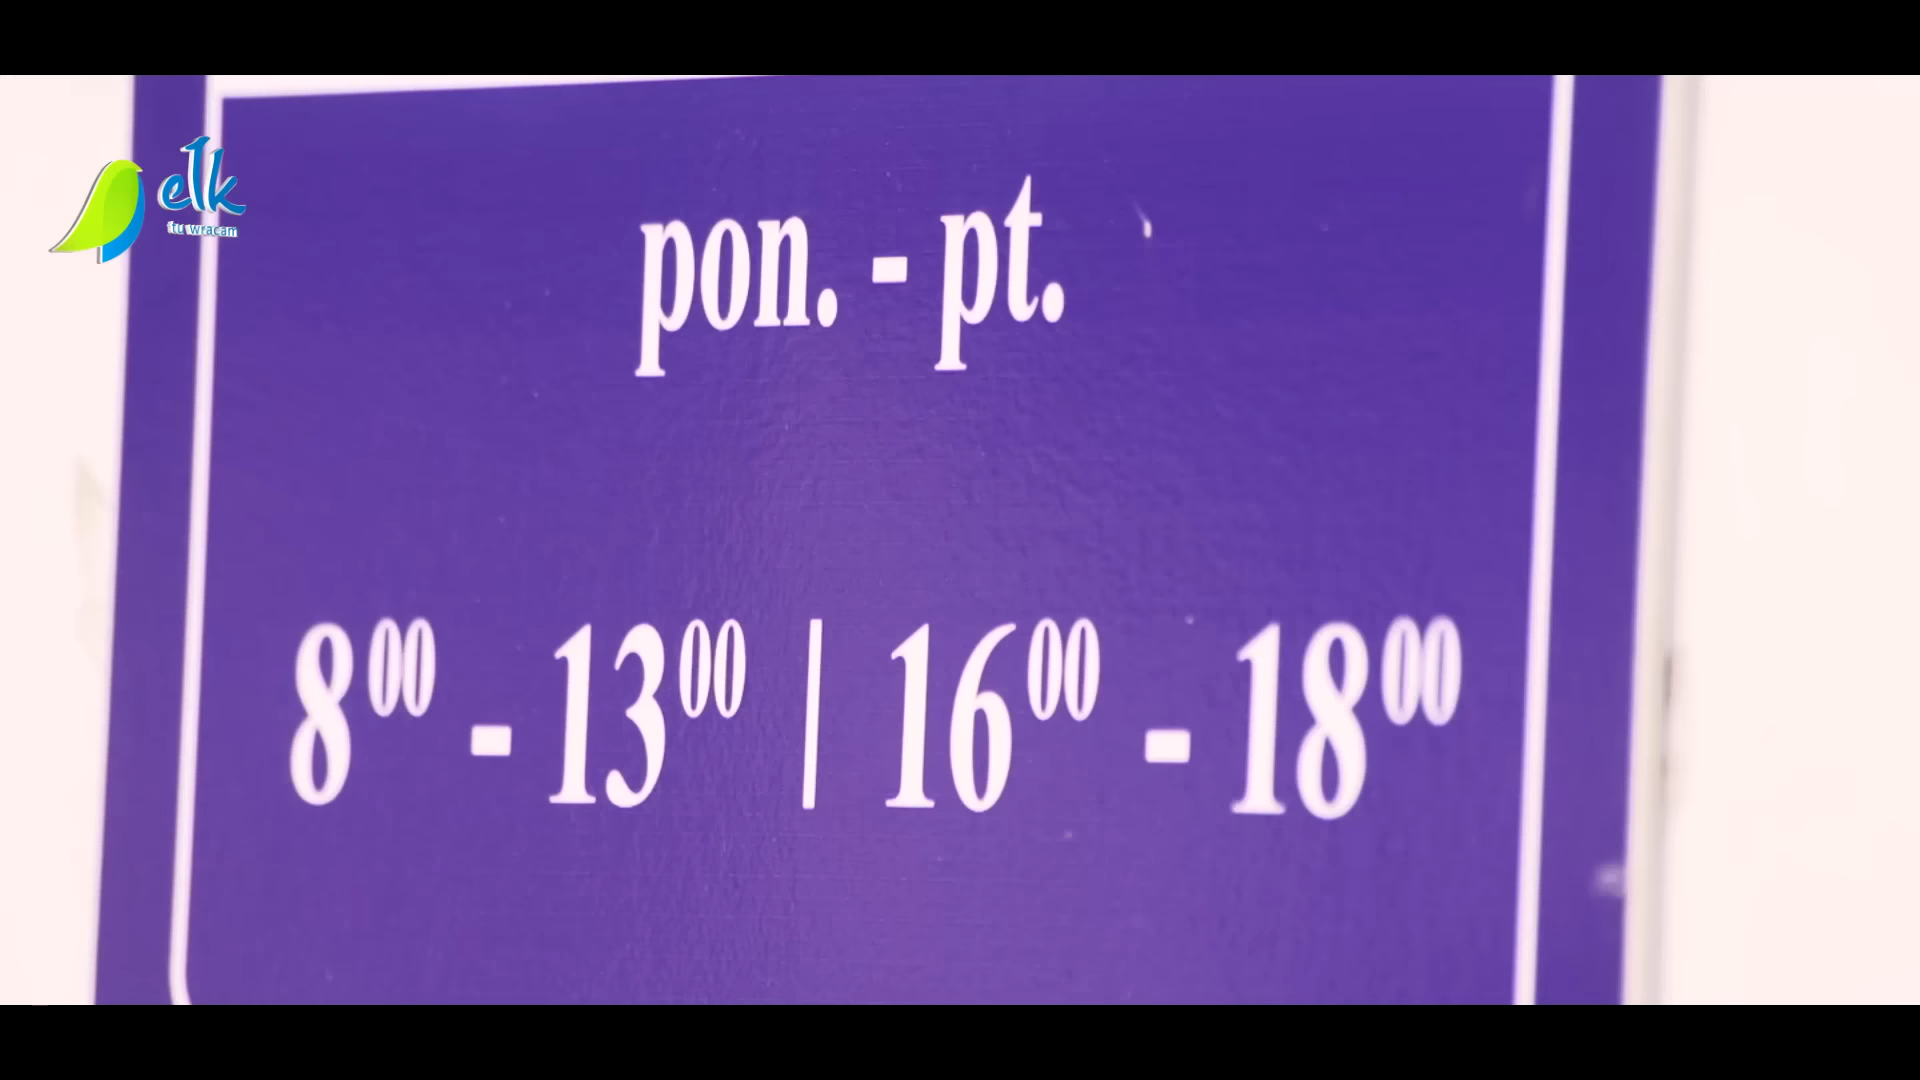 ełk
tu wracam
pon. - pt.
8⁰⁰ - 13⁰⁰ | 16⁰⁰ - 18⁰⁰